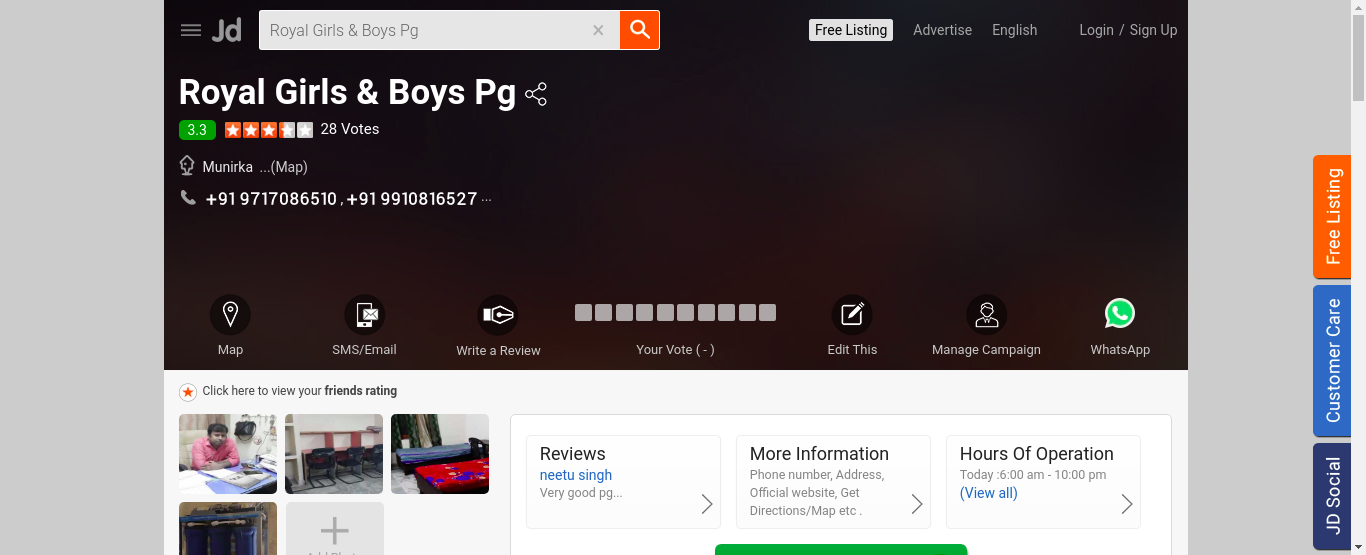 Jd Royal Girls & Boys Pg × Free Listing Advertise English Login / Sign Up
Royal Girls & Boys Pg
3.3 28 Votes
Munirka ...(Map)
+91 9717086510 , +91 9910816527 ...
Map SMS/Email Write a Review Your Vote ( - ) Edit This Manage Campaign WhatsApp
Click here to view your friends rating
Reviews
neetu singh
Very good pg...
More Information
Phone number, Address,
Official website, Get
Directions/Map etc .
Hours Of Operation
Today :6:00 am - 10:00 pm
(View all)
Free Listing
Customer Care
JD Social